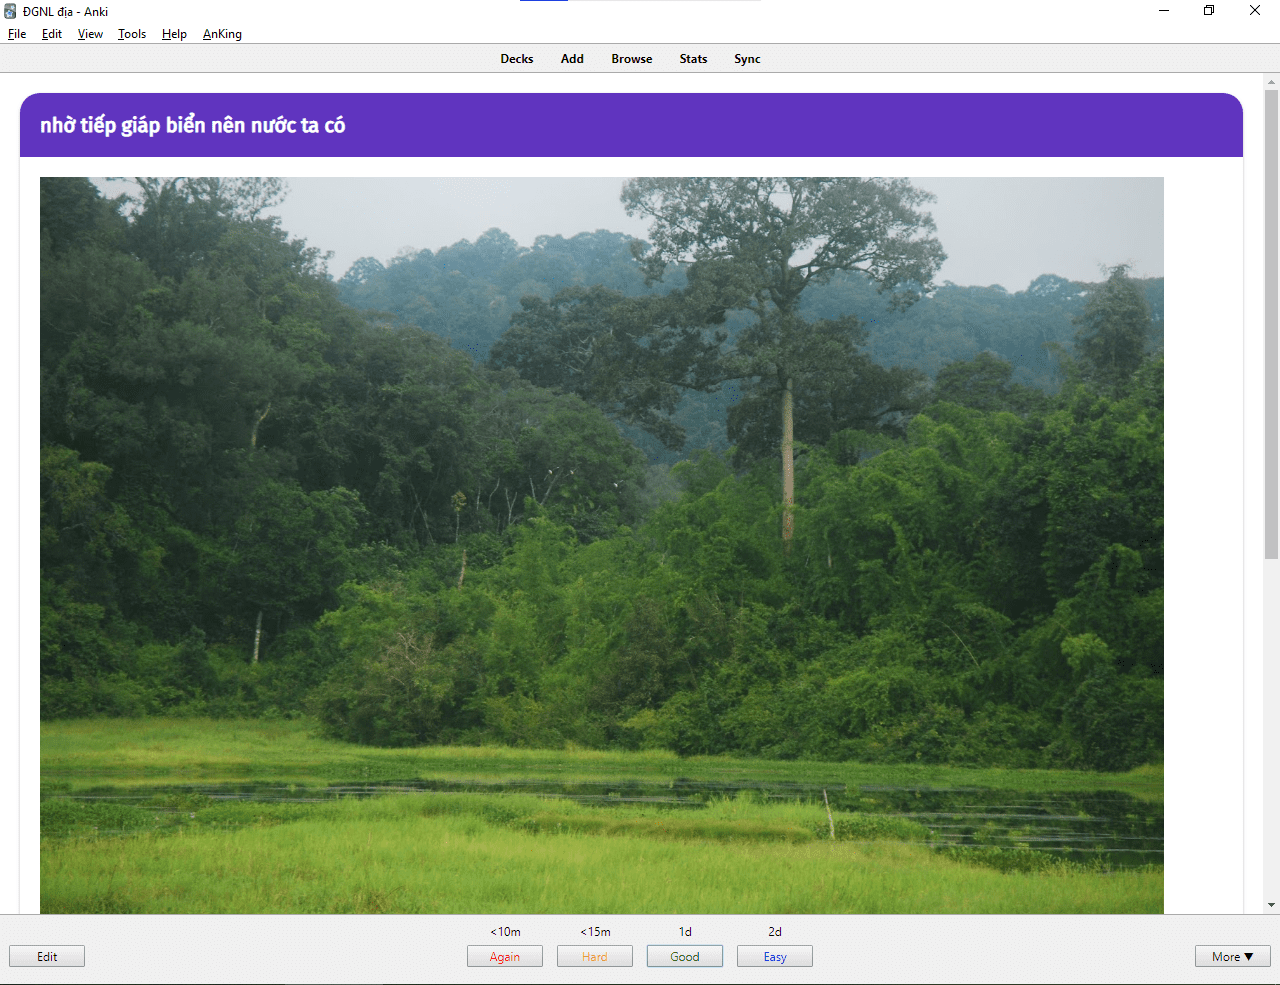 ĐGNL địa - Anki
File Edit View Tools Help AnKing
Decks Add Browse Stats Sync
nhờ tiếp giáp biển nên nước ta có
<10m <15m 1d 2d
Edit Again Hard Good Easy More ▼